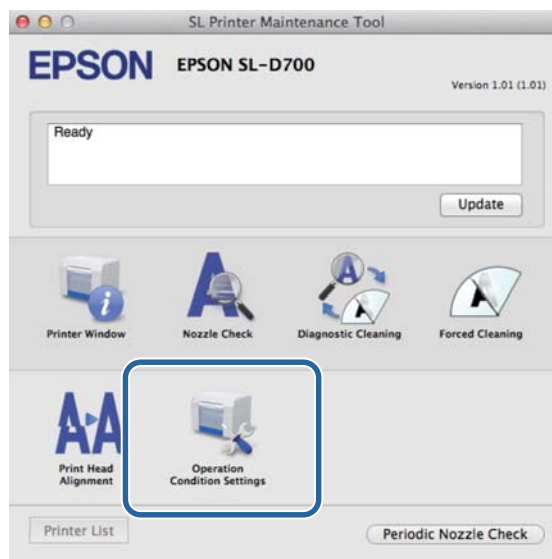 SL Printer Maintenance Tool
EPSON
EPSON SL-D700
Version 1.01 (1.01)
Ready
Update
Printer Window
Nozzle Check
Diagnostic Cleaning
Forced Cleaning
Print Head
Alignment
Operation
Condition Settings
Printer List
Periodic Nozzle Check